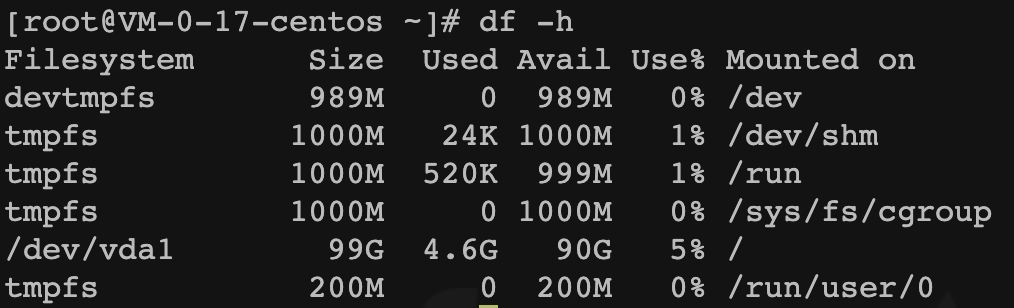 [root@VM-0-17-centos ~]# df -h
Filesystem      Size  Used Avail Use% Mounted on
devtmpfs        989M     0  989M   0% /dev
tmpfs          1000M   24K 1000M   1% /dev/shm
tmpfs          1000M  520K  999M   1% /run
tmpfs          1000M     0 1000M   0% /sys/fs/cgroup
/dev/vda1        99G  4.6G   90G   5% /
tmpfs           200M     0  200M   0% /run/user/0